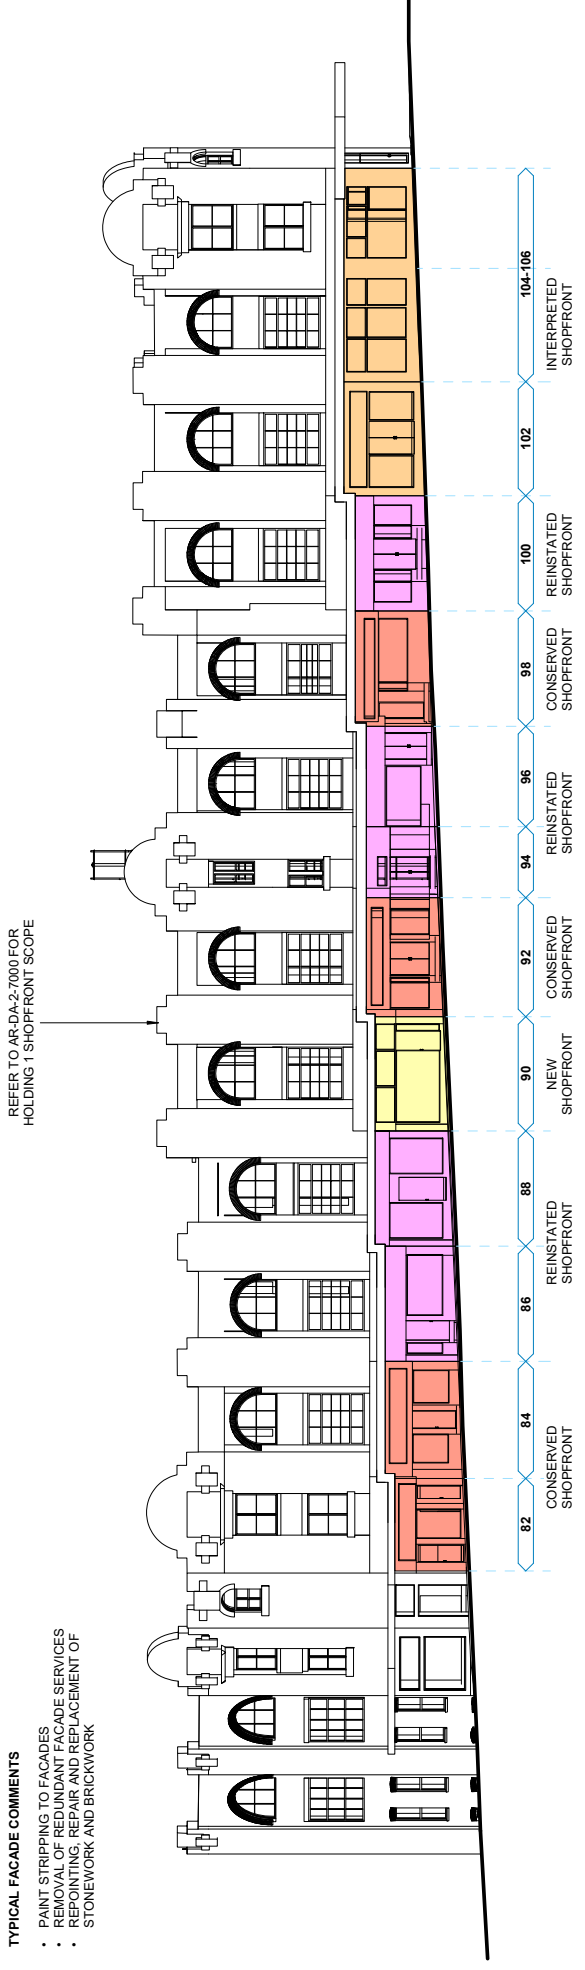 TYPICAL FACADE COMMENTS
• PAINT STRIPPING TO FACADES
• REMOVAL OF REDUNDANT FACADE SERVICES
• REPOINTING, REPAIR AND REPLACEMENT OF
STONEWORK AND BRICKWORK
REFER TO AR-DA-2-7000 FOR
HOLDING 1 SHOPFRONT SCOPE
82
84
86
88
90
92
94
96
98
100
102
104-106
CONSERVED
SHOPFRONT
REINSTATED
SHOPFRONT
NEW
SHOPFRONT
CONSERVED
SHOPFRONT
REINSTATED
SHOPFRONT
CONSERVED
SHOPFRONT
REINSTATED
SHOPFRONT
INTERPRETED
SHOPFRONT